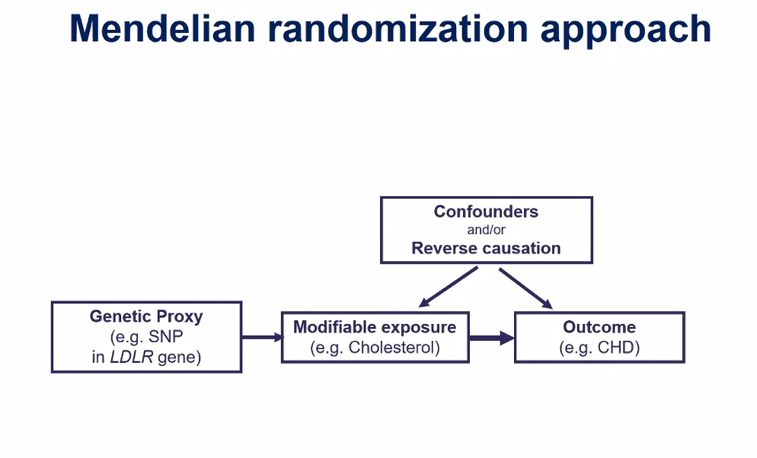 Mendelian randomization approach
Confounders
and/or
Reverse causation
Genetic Proxy
(e.g. SNP
in LDLR gene)
Modifiable exposure
(e.g. Cholesterol)
Outcome
(e.g. CHD)